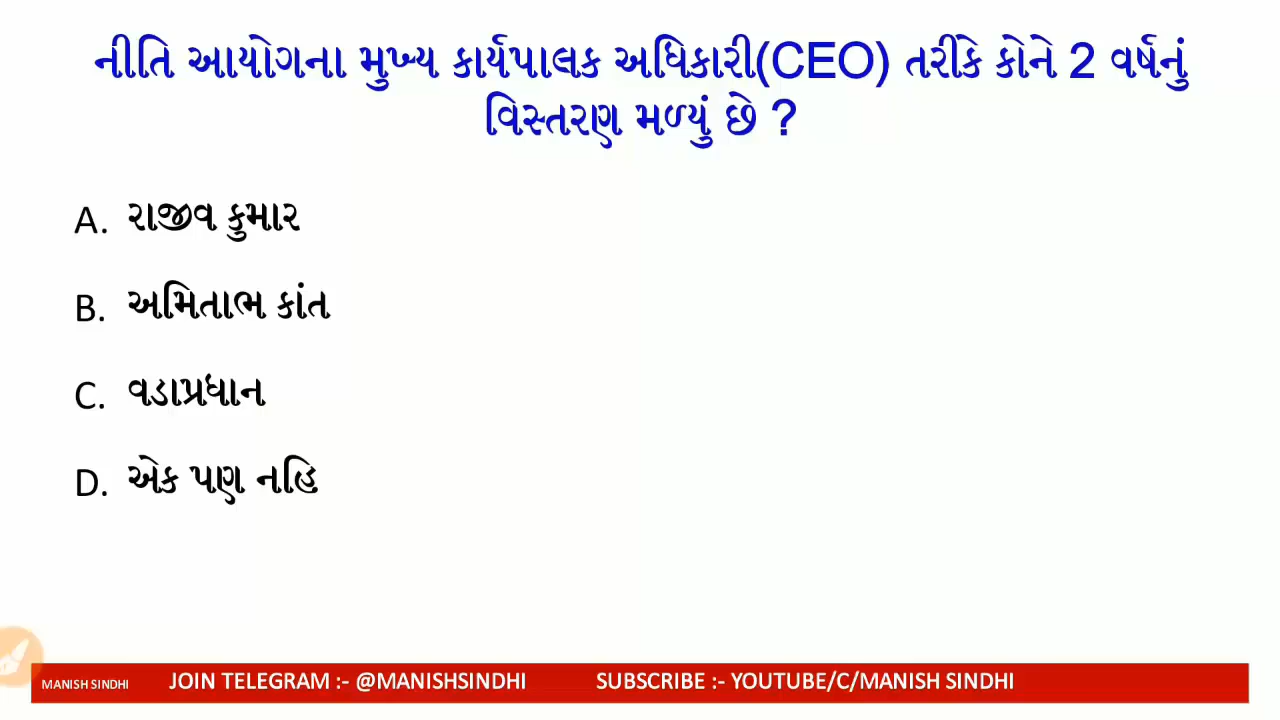 નીતિ આયોગના મુખ્ય કાર્યપાલક અધિકારી(CEO) તરીકે કોને 2 વર્ષનું
વિસ્તરણ મળ્યું છે ?
A. રાજીવ કુમાર
B. અમિતાભ કાંત
C. વડાપ્રધાન
D. એક પણ નહિ
MANISH SINDHI JOIN TELEGRAM :- @MANISHSINDHI SUBSCRIBE :- YOUTUBE/C/MANISH SINDHI